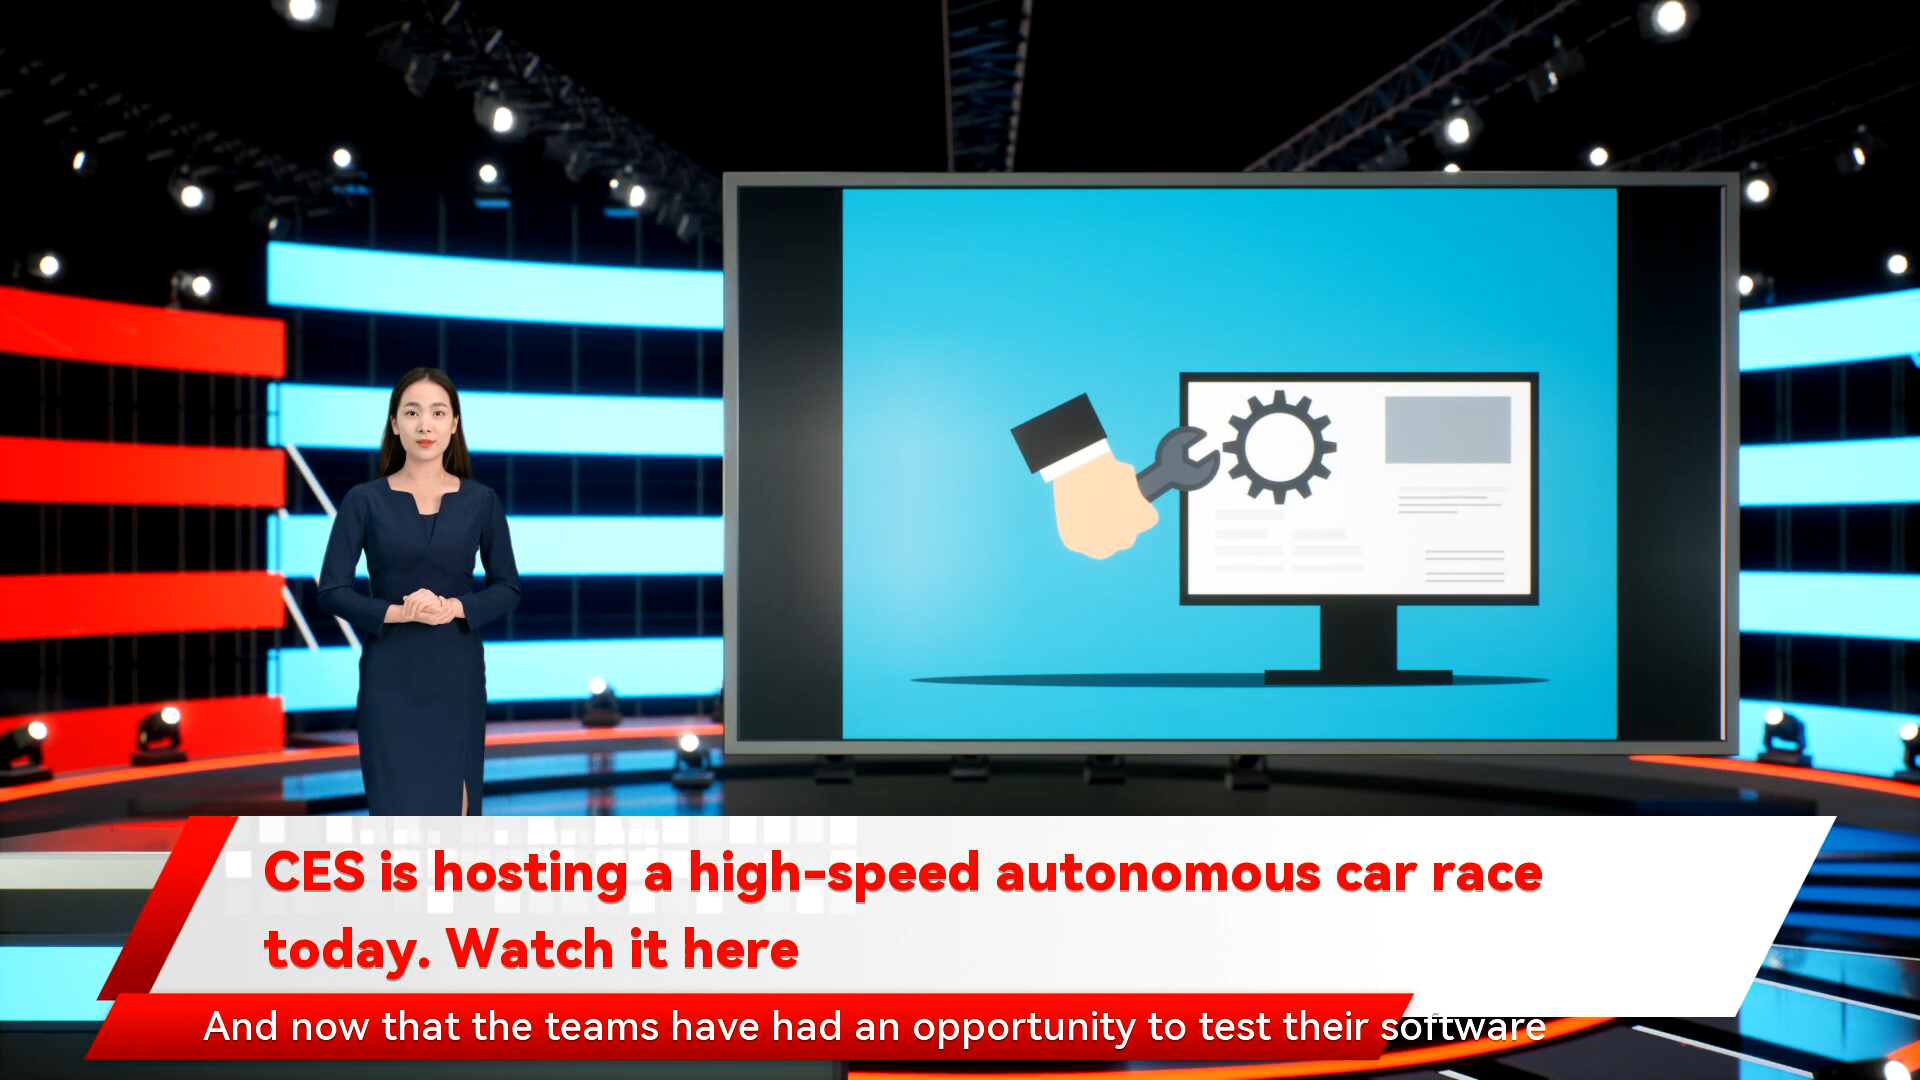 CES is hosting a high-speed autonomous car race
today. Watch it here
And now that the teams have had an opportunity to test their software